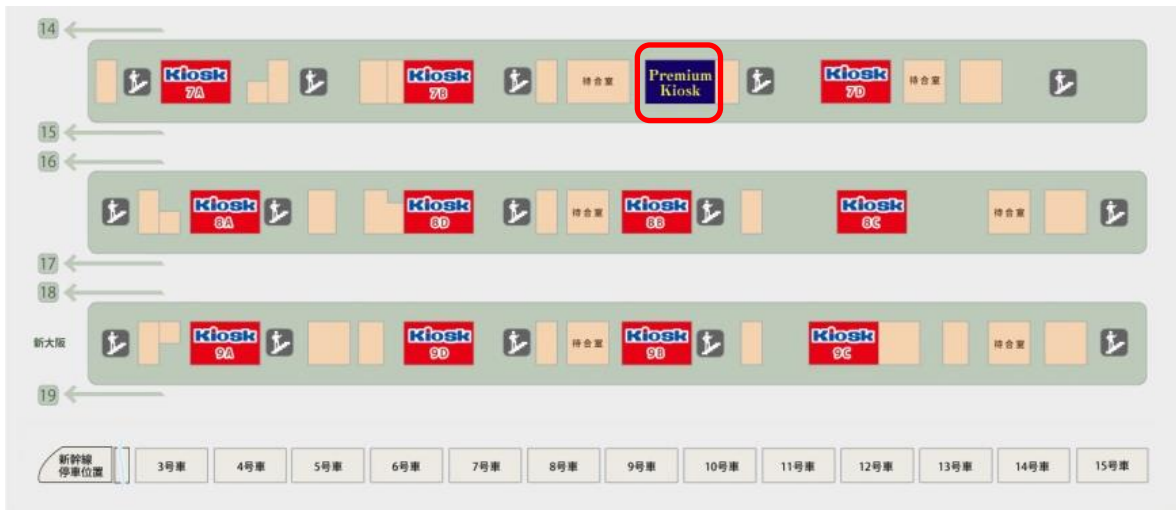 14
Kiosk
7A
Kiosk
7B
待合室
Premium
Kiosk
Kiosk
7D
待合室
15
16
Kiosk
8A
Kiosk
8D
待合室
Kiosk
8B
Kiosk
8C
待合室
17
18
新大阪
Kiosk
9A
Kiosk
9D
待合室
Kiosk
9B
Kiosk
9C
待合室
19
新幹線
停車位置
3号車
4号車
5号車
6号車
7号車
8号車
9号車
10号車
11号車
12号車
13号車
14号車
15号車